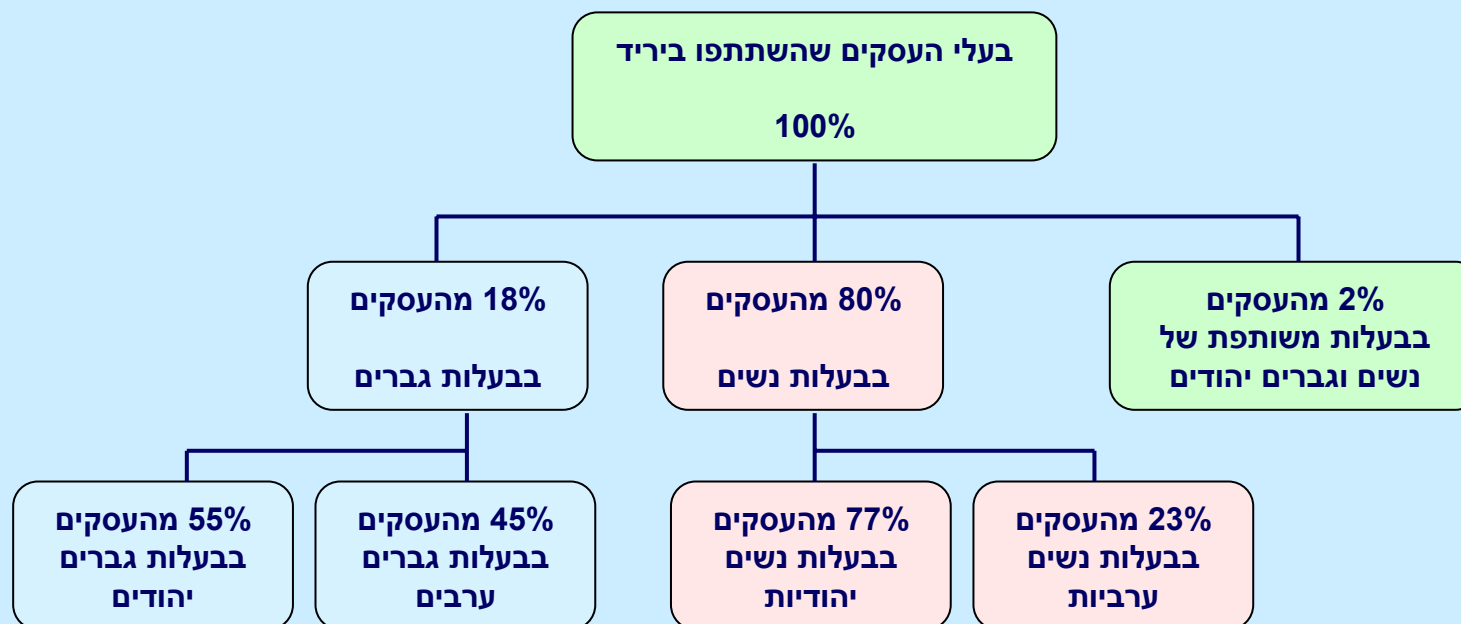 בעלי העסקים שהשתתפו ביריד
100%
2% מהעסקים
בבעלות משותפת של
נשים וגברים יהודים
80% מהעסקים
בבעלות נשים
18% מהעסקים
בבעלות גברים
23% מהעסקים
בבעלות נשים
ערביות
77% מהעסקים
בבעלות נשים
יהודיות
45% מהעסקים
בבעלות גברים
ערבים
55% מהעסקים
בבעלות גברים
יהודים